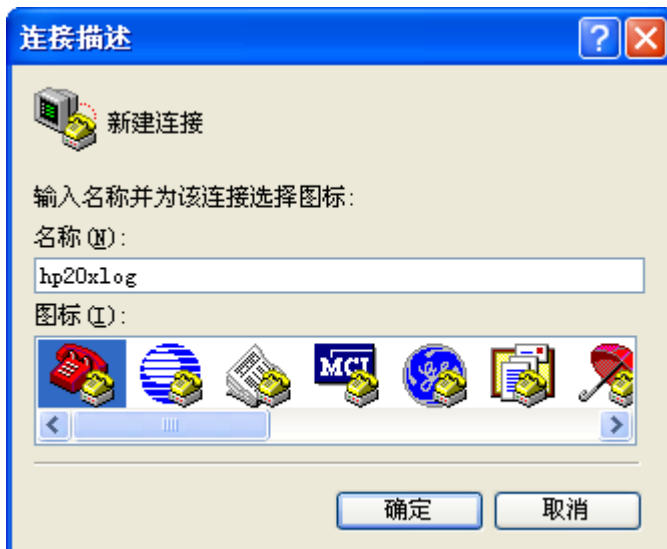 连接描述
新建连接
输入名称并为该连接选择图标:
名称(N):
hp20xlog
图标(I):
MCI
确定
取消